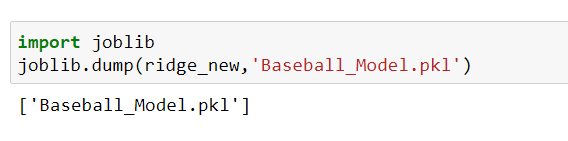 import joblib
joblib.dump(ridge_new,'Baseball_Model.pkl')
['Baseball_Model.pkl']